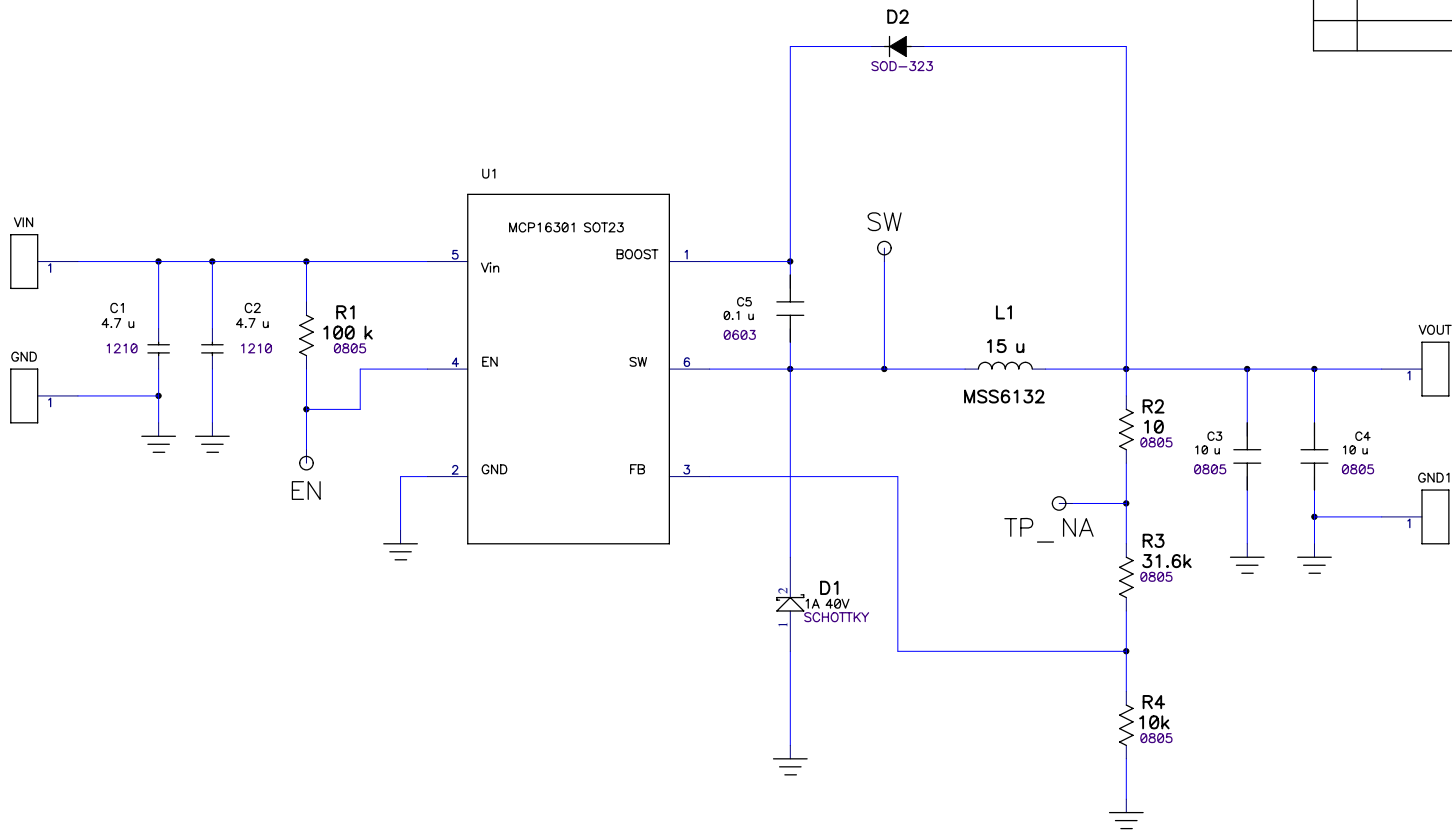 D2
SOD-323
U1
MCP16301 SOT23
VIN
1
5
Vin
BOOST
1
SW
C1
4.7 u
1210
C2
4.7 u
1210
R1
100 k
0805
C5
0.1 u
0603
L1
15 u
MSS6132
GND
1
4
EN
SW
6
VOUT
1
R2
10
0805
C3
10 u
0805
C4
10 u
0805
EN
2
GND
FB
3
GND1
1
TP_NA
R3
31.6k
0805
2
D1
1A 40V
SCHOTTKY
1
R4
10k
0805